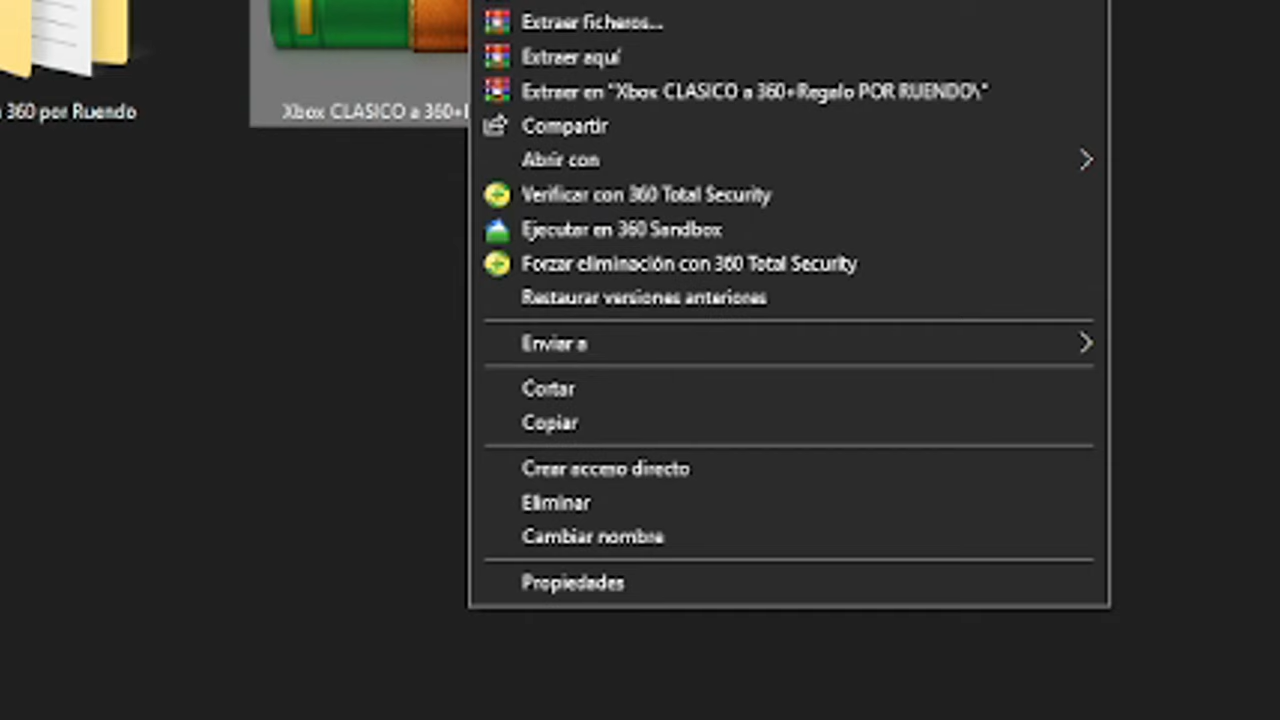 Extraer ficheros...
Extraer aquí
Extraer en "Xbox CLASICO a 360+Regalo POR RUENDO\"
360 por Ruendo
Xbox CLASICO a 360+
Compartir
Abrir con
Verificar con 360 Total Security
Ejecutar en 360 Sandbox
Forzar eliminación con 360 Total Security
Restaurar versiones anteriores
Enviar a
Cortar
Copiar
Crear acceso directo
Eliminar
Cambiar nombre
Propiedades